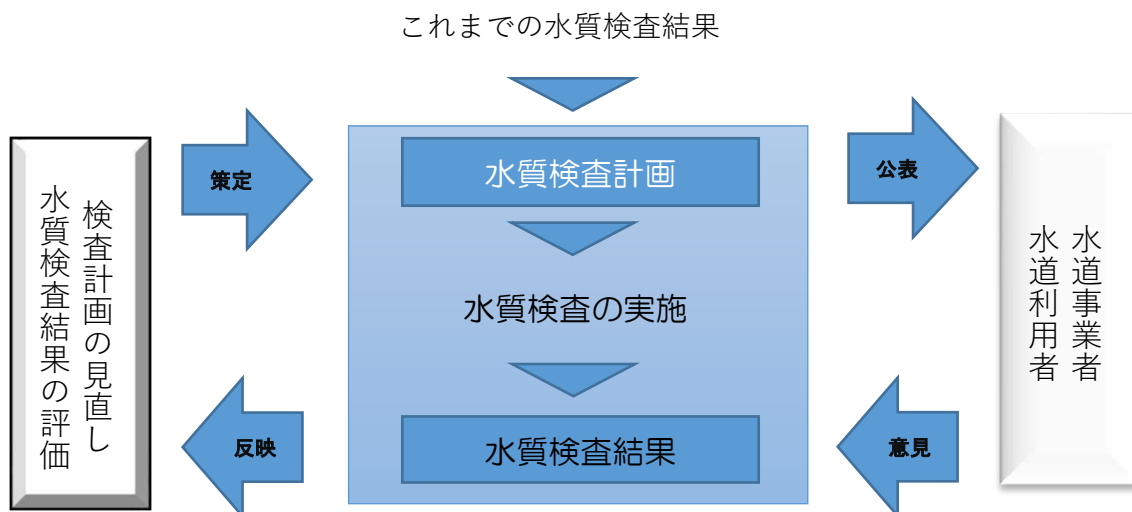 これまでの水質検査結果
検査計画の見直し
水質検査結果の評価
策定
水質検査計画
公表
水道事業者
水道利用者
水質検査の実施
反映
水質検査結果
意見